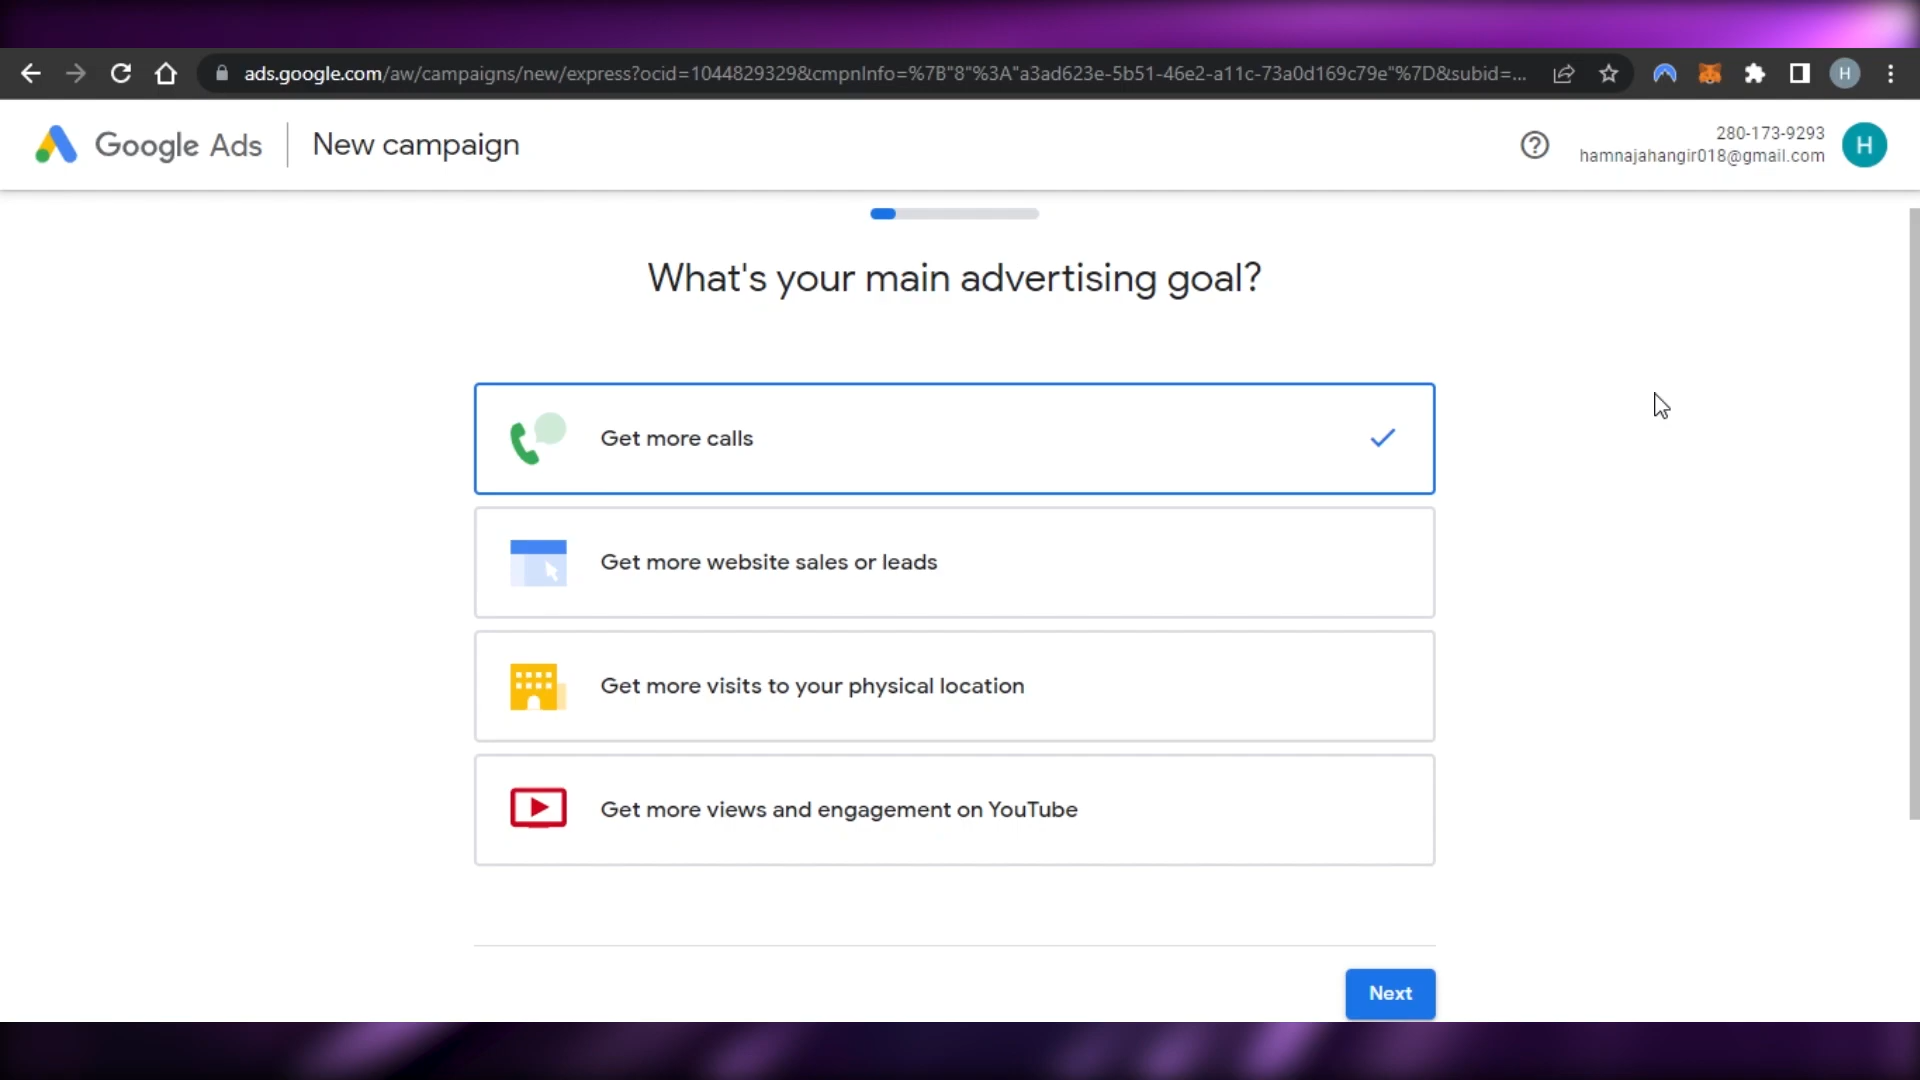 ads.google.com/aw/campaigns/new/express?ocid=1044829329&cmpnInfo=%7B"8"%3A"a3ad623e-5b51-46e2-a11c-73a0d169c79e"%7D&subid=...
H
Google Ads
New campaign
280-173-9293
hamnajahangir018@gmail.com
H
What's your main advertising goal?
Get more calls
Get more website sales or leads
Get more visits to your physical location
Get more views and engagement on YouTube
Next